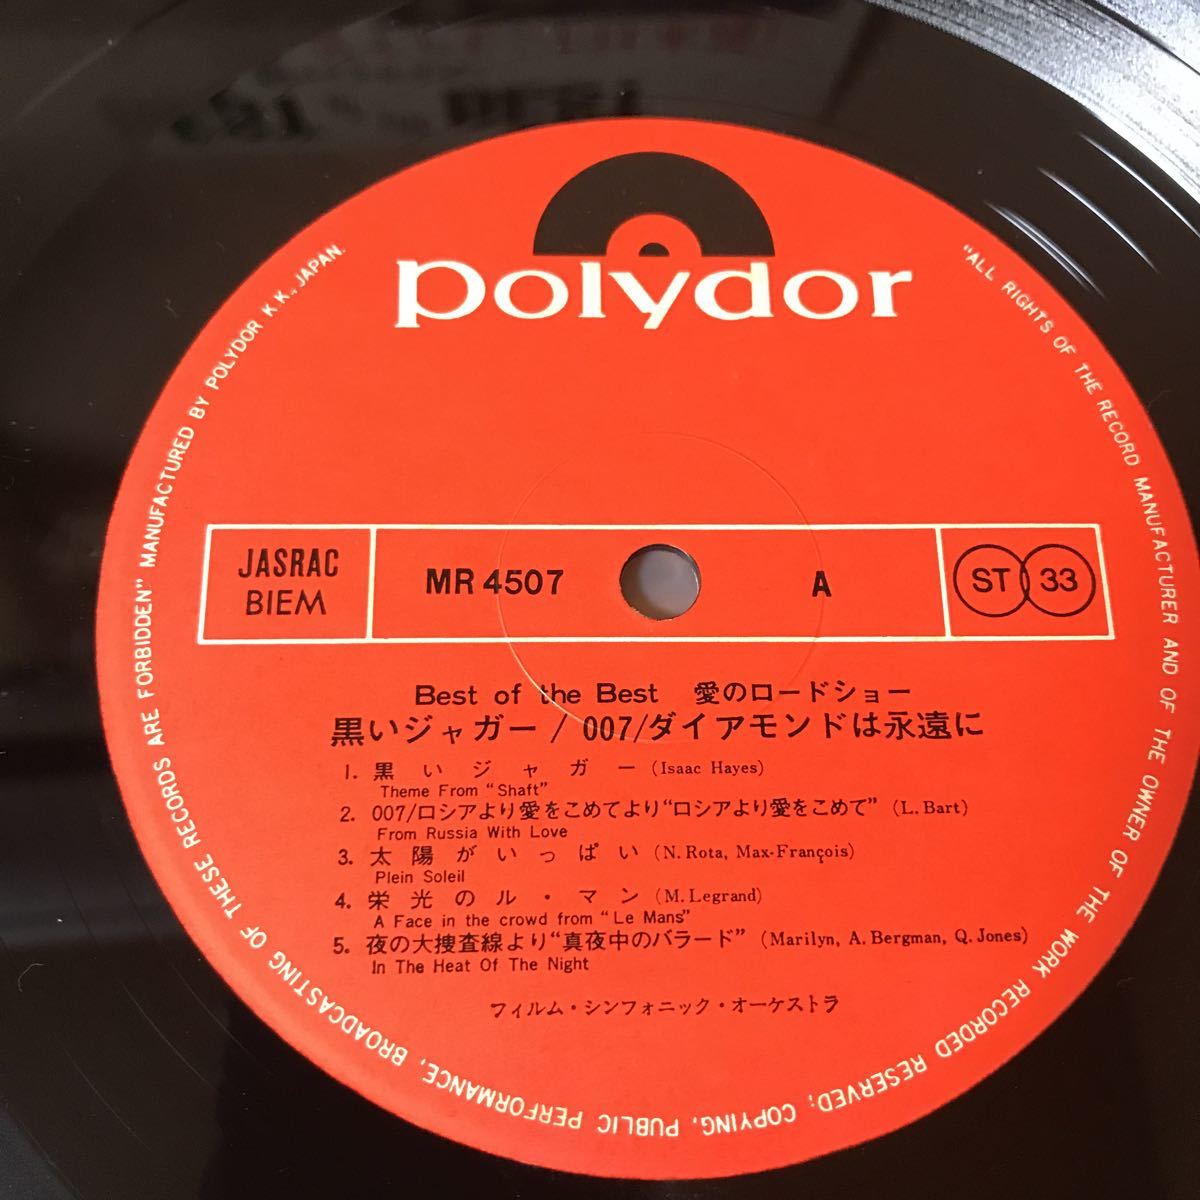 polydor
JASRAC
BIEM
MR 4507
A
ST 33
Best of the Best 愛のロードショー
黒いジャガー / 007/ダイアモンドは永遠に
1. 黒いジャガー (Isaac Hayes)
Theme From "Shaft"
2. 007/ロシアより愛をこめてより"ロシアより愛をこめて" (L. Bart)
From Russia With Love
3. 太陽がいっぱい (N. Rota, Max-François)
Plein Soleil
4. 栄光のル・マン (M. Legrand)
A Face in the crowd from "Le Mans"
5. 夜の大捜査線より"真夜中のバラード" (Marilyn, A. Bergman, Q. Jones)
In The Heat Of The Night
フィルム・シンフォニック・オーケストラ
"ALL RIGHTS OF THE RECORD MANUFACTURER AND OF THE OWNER OF THE WORK RECORDED RESERVED; COPYING, PUBLIC PERFORMANCE, BROADCASTING OF THESE RECORDS ARE FORBIDDEN" MANUFACTURED BY POLYDOR K.K., JAPAN.